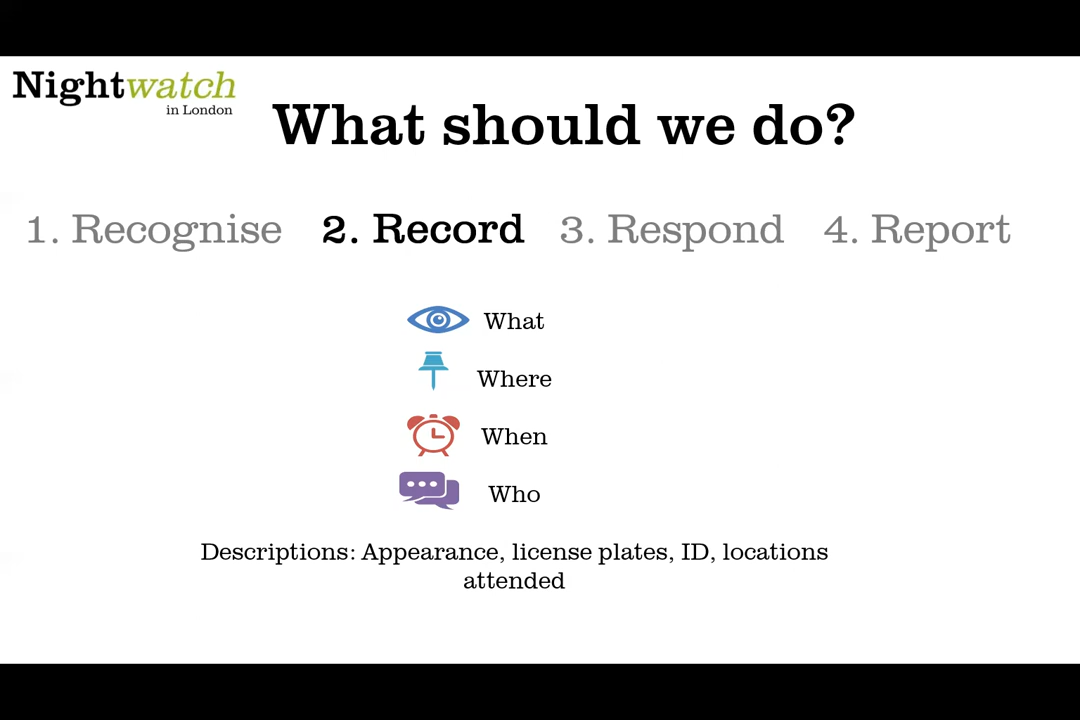 Nightwatch
in London
What should we do?
1. Recognise 2. Record 3. Respond 4. Report
What
Where
When
Who
Descriptions: Appearance, license plates, ID, locations
attended